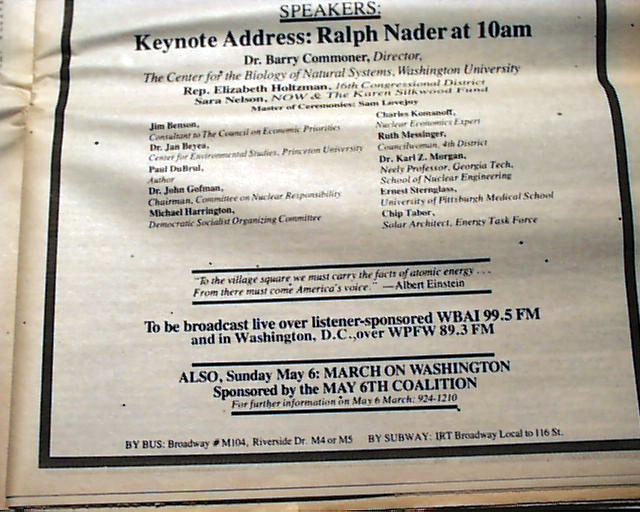 SPEAKERS:
Keynote Address: Ralph Nader at 10am
Dr. Barry Commoner, Director,
The Center for the Biology of Natural Systems, Washington University
Rep. Elizabeth Holtzman, 16th Congressional District
Sara Nelson, NOW & The Karen Silkwood Fund
Master of Ceremonies: Sam Lovejoy
Jim Benson,
Consultant to The Council on Economic Priorities
Dr. Jan Beyea,
Center for Environmental Studies, Princeton University
Paul DuBrul,
Author
Dr. John Gofman,
Chairman, Committee on Nuclear Responsibility
Michael Harrington,
Democratic Socialist Organizing Committee
Charles Komanoff,
Nuclear Economics Expert
Ruth Messinger,
Councilwoman, 4th District
Dr. Karl Z. Morgan,
Neely Professor, Georgia Tech,
School of Nuclear Engineering
Ernest Sternglass,
University of Pittsburgh Medical School
Chip Tabor,
Solar Architect, Energy Task Force
"To the village square we must carry the facts of atomic energy . . .
From there must come America's voice." —Albert Einstein
To be broadcast live over listener-sponsored WBAI 99.5 FM
and in Washington, D.C., over WPFW 89.3 FM
ALSO, Sunday May 6: MARCH ON WASHINGTON
Sponsored by the MAY 6TH COALITION
For further information on May 6 March: 924-1210
BY BUS: Broadway # M104, Riverside Dr. M4 or M5 BY SUBWAY: IRT Broadway Local to 116 St.